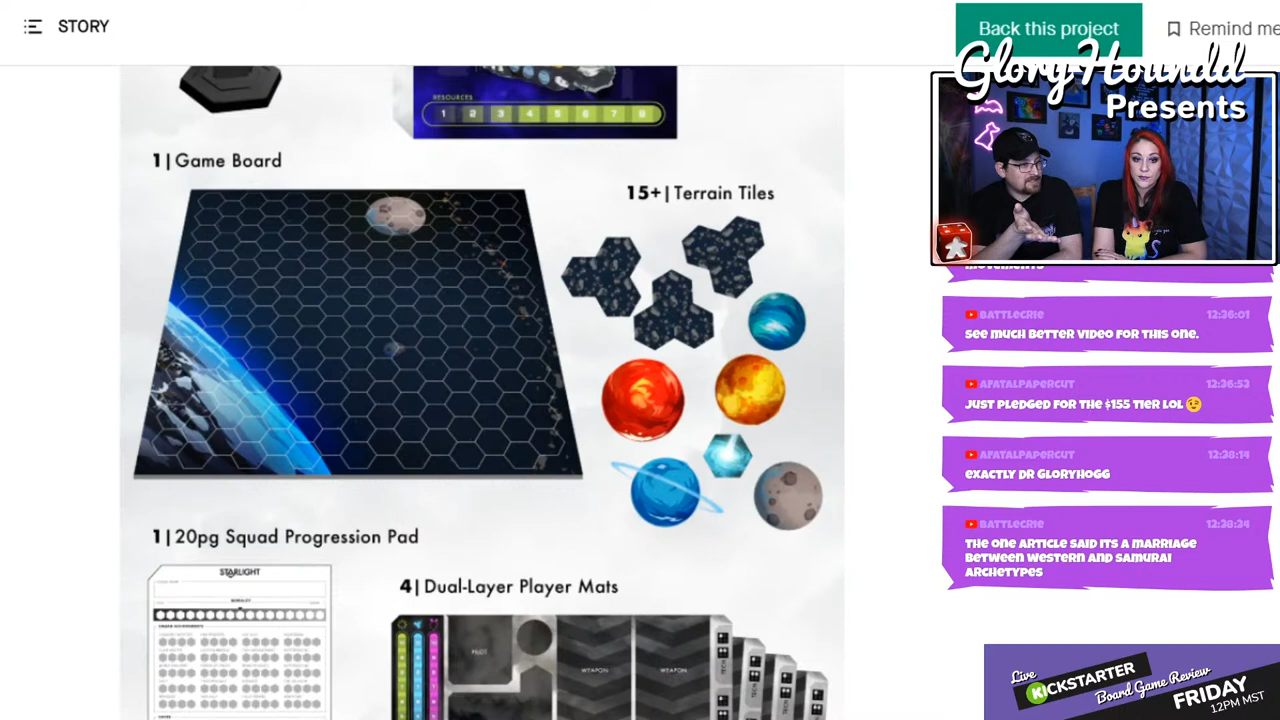 STORY
Back this project
Remind me
GloryHoundd
Presents
RESOURCES
1 2 3 4 5 6 7 8
1 | Game Board
15+ | Terrain Tiles
BATTLECRIE 12:36:01
SEE MUCH BETTER VIDEO FOR THIS ONE.
AFATALPAPERCUT 12:36:53
JUST PLEDGED FOR THE $155 TIER LOL 😉
AFATALPAPERCUT 12:38:14
EXACTLY DR GLORYHOGG
BATTLECRIE 12:38:34
THE ONE ARTICLE SAID ITS A MARRIAGE
BETWEEN WESTERN AND SAMURAI
ARCHETYPES
1 | 20pg Squad Progression Pad
STARLIGHT
4 | Dual-Layer Player Mats
PILOT
WEAPON
WEAPON
TECH
TECH
TECH
TECH
Live
KICKSTARTER
Board Game Review
FRIDAY
12PM MST